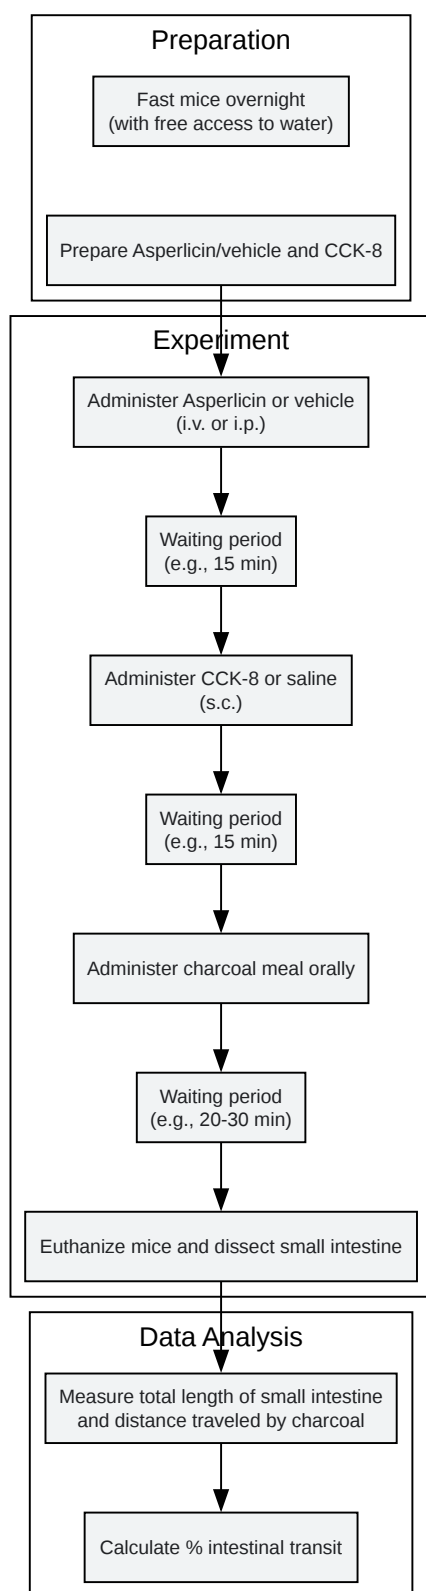 Preparation
Fast mice overnight
(with free access to water)
Prepare Asperlicin/vehicle and CCK-8
Experiment
Administer Asperlicin or vehicle
(i.v. or i.p.)
Waiting period
(e.g., 15 min)
Administer CCK-8 or saline
(s.c.)
Waiting period
(e.g., 15 min)
Administer charcoal meal orally
Waiting period
(e.g., 20-30 min)
Euthanize mice and dissect small intestine
Data Analysis
Measure total length of small intestine
and distance traveled by charcoal
Calculate % intestinal transit